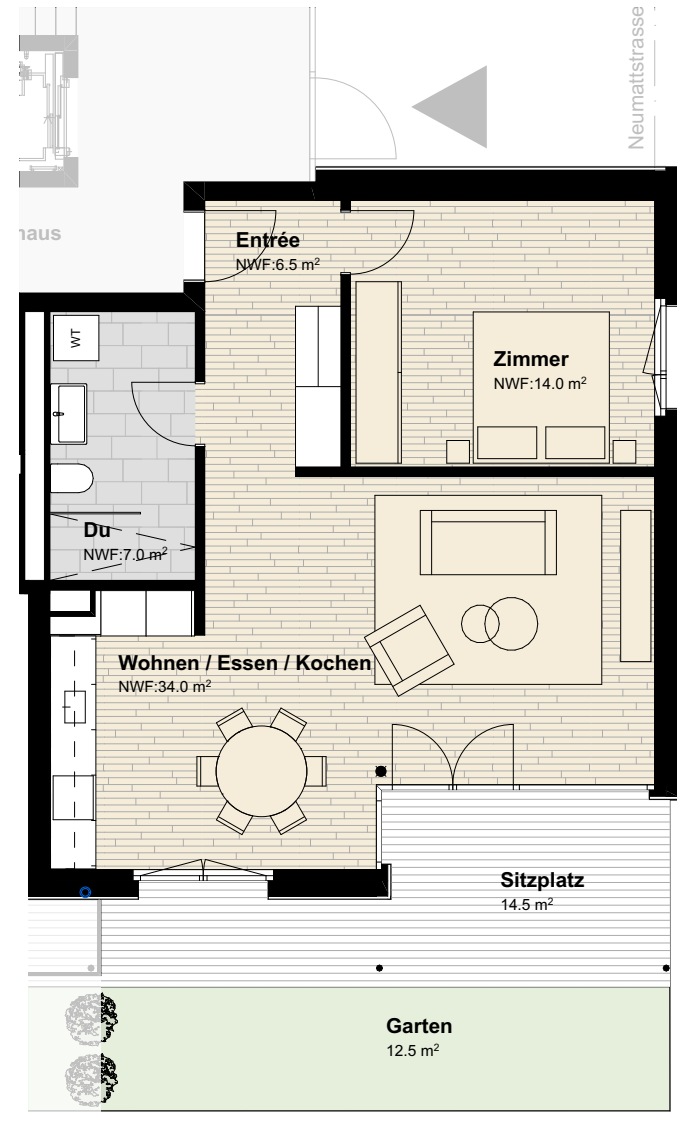 Neumattstrasse
haus
Entrée
NWF:6.5 m²
WT
Zimmer
NWF:14.0 m²
Du
NWF:7.0 m²
Wohnen / Essen / Kochen
NWF:34.0 m²
Sitzplatz
14.5 m²
Garten
12.5 m²